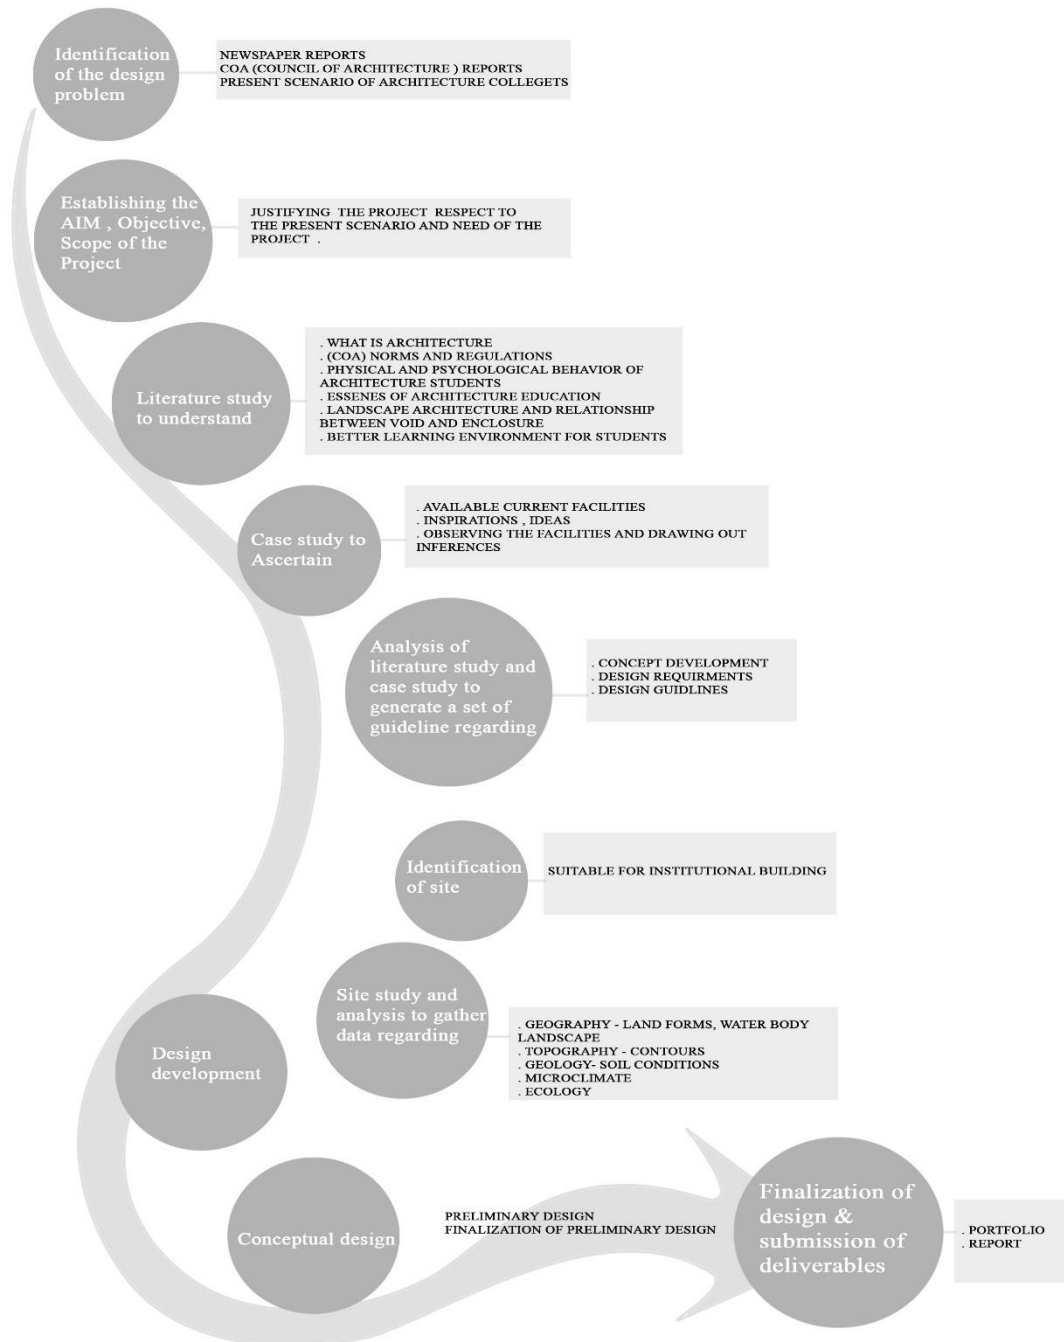 Identification
of the design
problem
NEWSPAPER REPORTS
COA (COUNCIL OF ARCHITECTURE ) REPORTS
PRESENT SCENARIO OF ARCHITECTURE COLLEGETS
Establishing the
AIM , Objective,
Scope of the
Project
JUSTIFYING THE PROJECT RESPECT TO
THE PRESENT SCENARIO AND NEED OF THE
PROJECT .
Literature study
to understand
. WHAT IS ARCHITECTURE
. (COA) NORMS AND REGULATIONS
. PHYSICAL AND PSYCHOLOGICAL BEHAVIOR OF
ARCHITECTURE STUDENTS
. ESSENES OF ARCHITECTURE EDUCATION
. LANDSCAPE ARCHITECTURE AND RELATIONSHIP
BETWEEN VOID AND ENCLOSURE
. BETTER LEARNING ENVIRONMENT FOR STUDENTS
Case study to
Ascertain
. AVAILABLE CURRENT FACILITIES
. INSPIRATIONS , IDEAS
. OBSERVING THE FACILITIES AND DRAWING OUT
INFERENCES
Analysis of
literature study and
case study to
generate a set of
guideline regarding
. CONCEPT DEVELOPMENT
. DESIGN REQUIRMENTS
. DESIGN GUIDLINES
Identification
of site
SUITABLE FOR INSTITUTIONAL BUILDING
Site study and
analysis to gather
data regarding
. GEOGRAPHY - LAND FORMS, WATER BODY
LANDSCAPE
. TOPOGRAPHY - CONTOURS
. GEOLOGY- SOIL CONDITIONS
. MICROCLIMATE
. ECOLOGY
Design
development
Conceptual design
PRELIMINARY DESIGN
FINALIZATION OF PRELIMINARY DESIGN
Finalization of
design &
submission of
deliverables
. PORTFOLIO
. REPORT